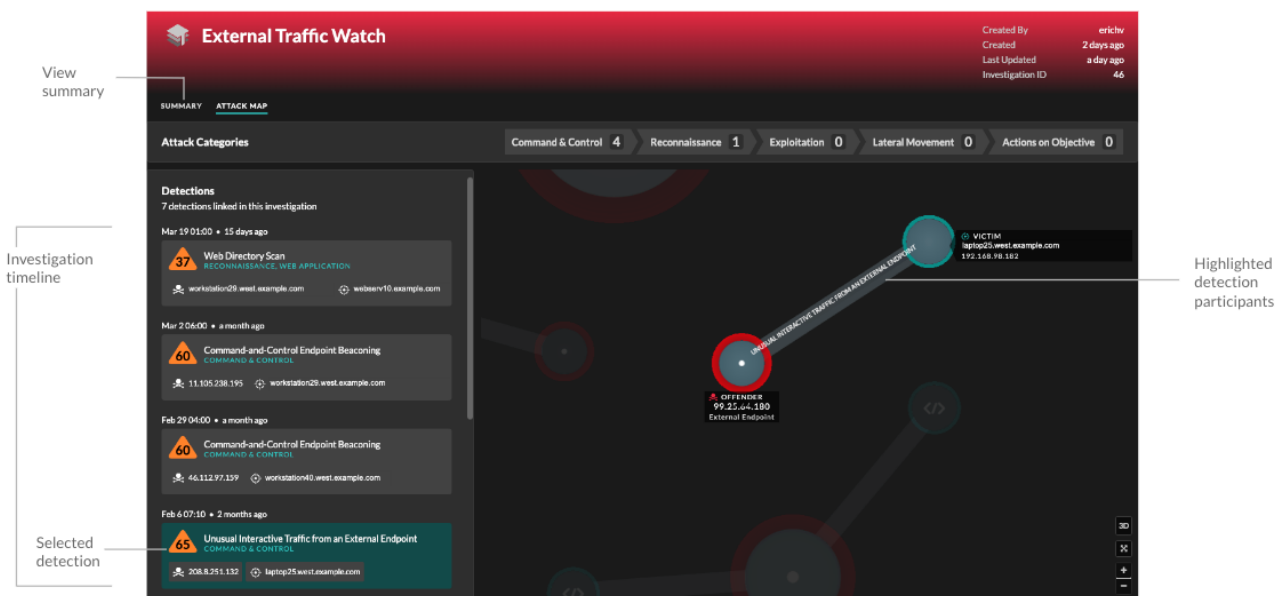 External Traffic Watch
Created By erichv
Created 2 days ago
Last Updated a day ago
Investigation ID 46
View
summary
SUMMARY ATTACK MAP
Attack Categories
Command & Control 4 Reconnaissance 1 Exploitation 0 Lateral Movement 0 Actions on Objective 0
Detections
7 detections linked in this investigation
Mar 19 01:00 • 15 days ago
37 Web Directory Scan
RECONNAISSANCE, WEB APPLICATION
workstation29.west.example.com webserv10.example.com
Mar 2 06:00 • a month ago
60 Command-and-Control Endpoint Beaconing
COMMAND & CONTROL
11.105.238.195 workstation29.west.example.com
Feb 29 04:00 • a month ago
60 Command-and-Control Endpoint Beaconing
COMMAND & CONTROL
46.112.97.159 workstation40.west.example.com
Feb 6 07:10 • 2 months ago
65 Unusual Interactive Traffic from an External Endpoint
COMMAND & CONTROL
208.8.251.132 laptop25.west.example.com
Investigation
timeline
Selected
detection
VICTIM
laptop25.west.example.com
192.168.98.182
UNUSUAL INTERACTIVE TRAFFIC FROM AN EXTERNAL ENDPOINT
OFFENDER
99.25.64.180
External Endpoint
</>
Highlighted
detection
participants
3D
+
−